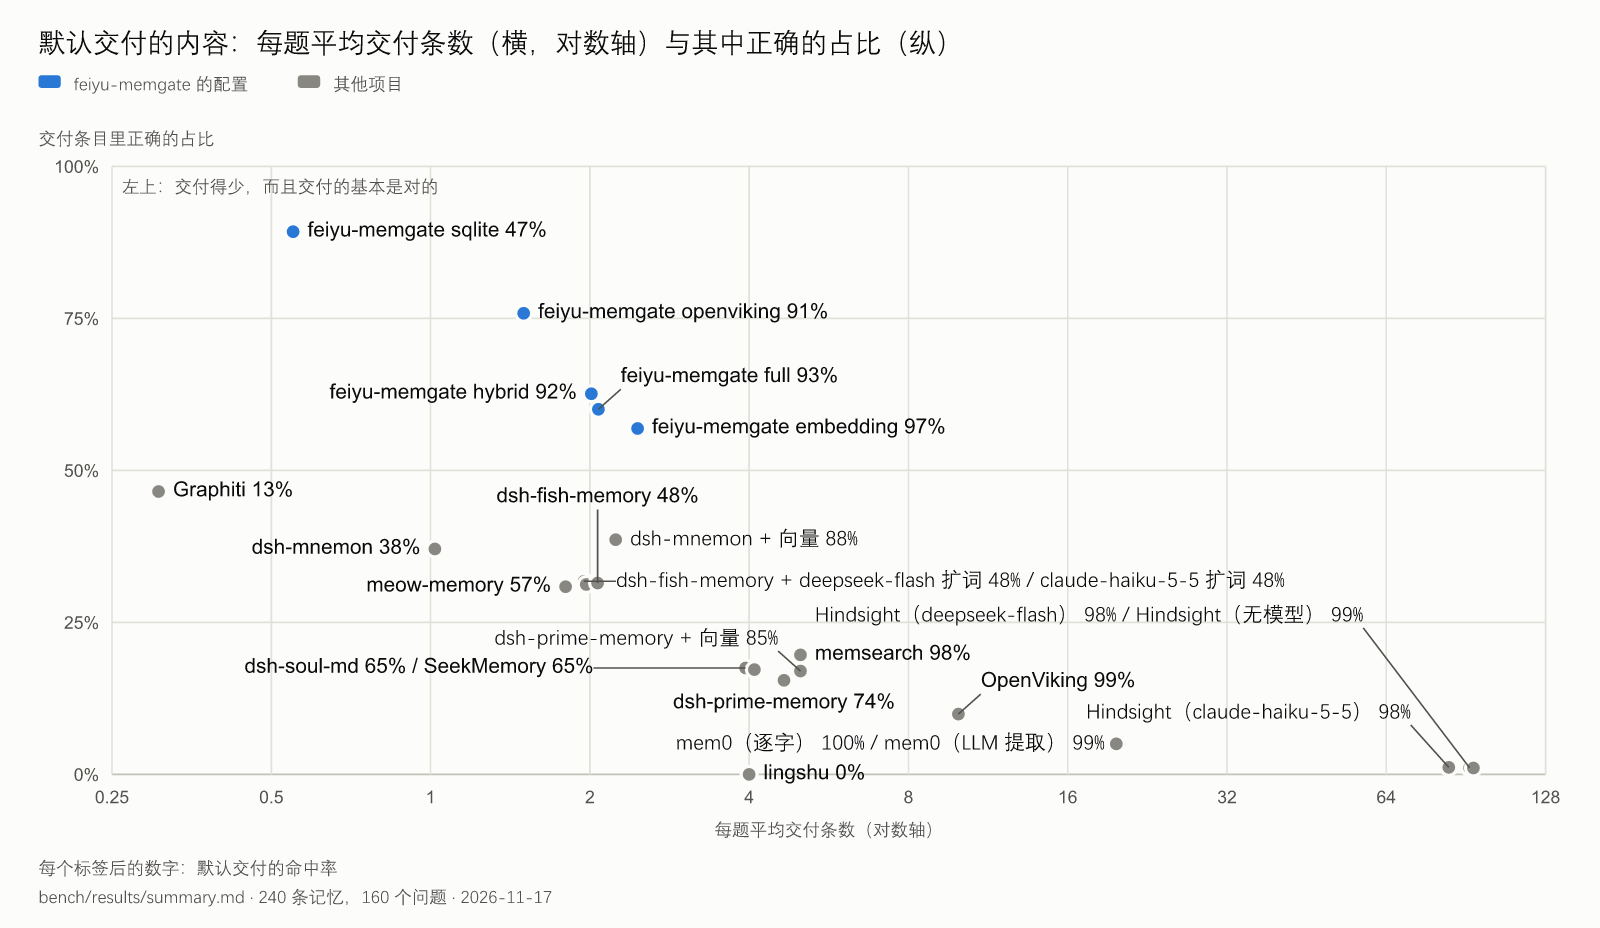 默认交付的内容：每题平均交付条数（横，对数轴）与其中正确的占比（纵）
feiyu-memgate 的配置
其他项目
交付条目里正确的占比
100%
左上：交付得少，而且交付的基本是对的
feiyu-memgate sqlite 47%
75%
feiyu-memgate openviking 91%
feiyu-memgate full 93%
feiyu-memgate hybrid 92%
feiyu-memgate embedding 97%
50%
Graphiti 13%
dsh-fish-memory 48%
dsh-mnemon + 向量 88%
dsh-mnemon 38%
meow-memory 57%
dsh-fish-memory + deepseek-flash 扩词 48% / claude-haiku-5-5 扩词 48%
Hindsight（deepseek-flash） 98% / Hindsight（无模型） 99%
25%
dsh-prime-memory + 向量 85%
memsearch 98%
dsh-soul-md 65% / SeekMemory 65%
OpenViking 99%
dsh-prime-memory 74%
Hindsight（claude-haiku-5-5） 98%
mem0（逐字） 100% / mem0（LLM 提取） 99%
0%
lingshu 0%
0.25
0.5
1
2
4
8
16
32
64
128
每题平均交付条数（对数轴）
每个标签后的数字：默认交付的命中率
bench/results/summary.md · 240 条记忆，160 个问题 · 2026-11-17